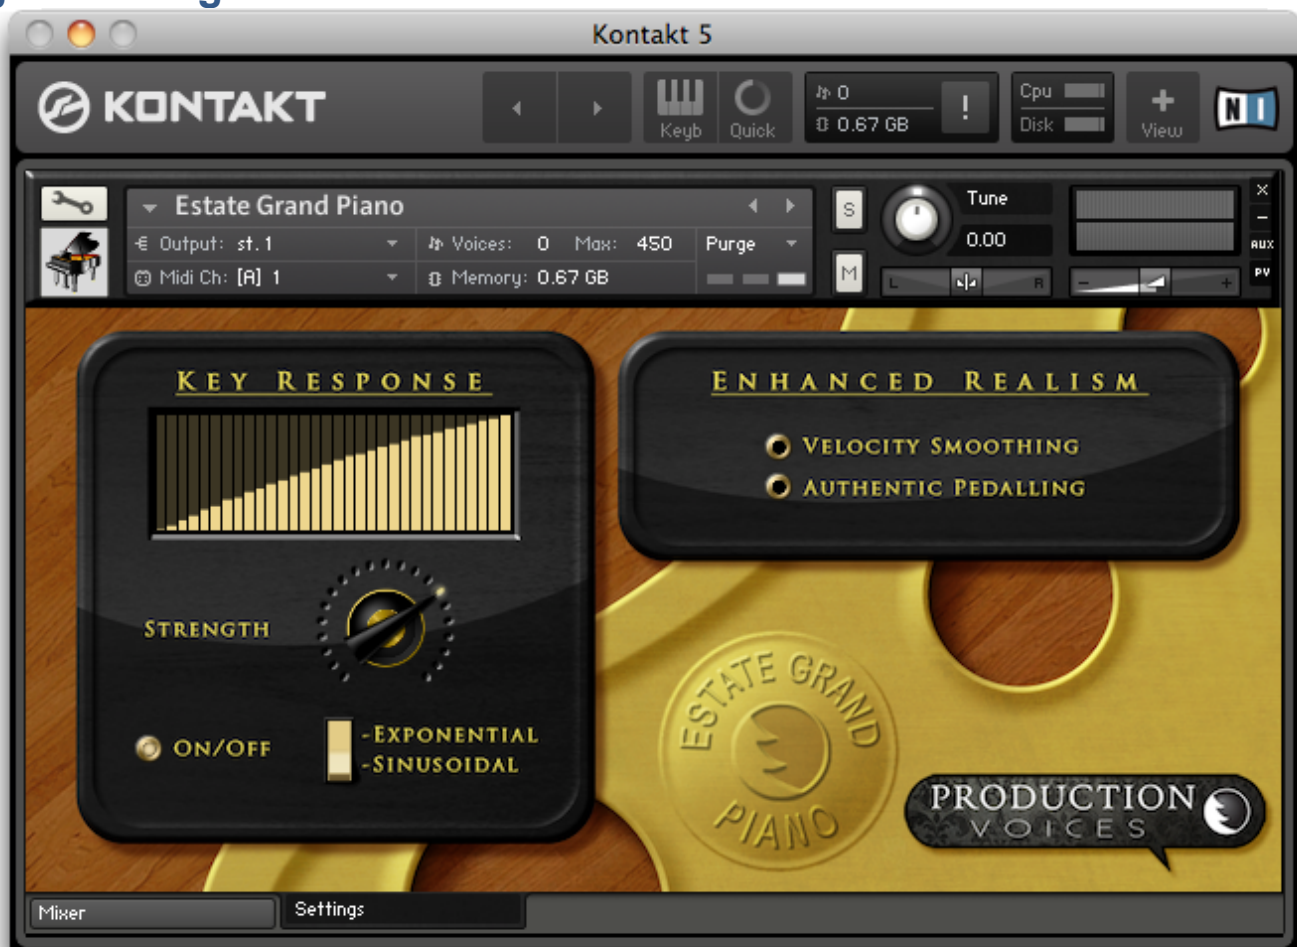 Kontakt 5
KONTAKT
Keyb
Quick
0
0.67 GB
!
Cpu
Disk
+
View
NI
Estate Grand Piano
Output: st. 1
Voices: 0 Max: 450
Purge
Midi Ch: [A] 1
Memory: 0.67 GB
S
M
Tune
0.00
L
R
-
+
X
-
AUX
PV
KEY RESPONSE
STRENGTH
ON/OFF
-EXPONENTIAL
-SINUSOIDAL
ENHANCED REALISM
VELOCITY SMOOTHING
AUTHENTIC PEDALLING
ESTATE GRAND
PIANO
PRODUCTION
VOICES
Mixer
Settings